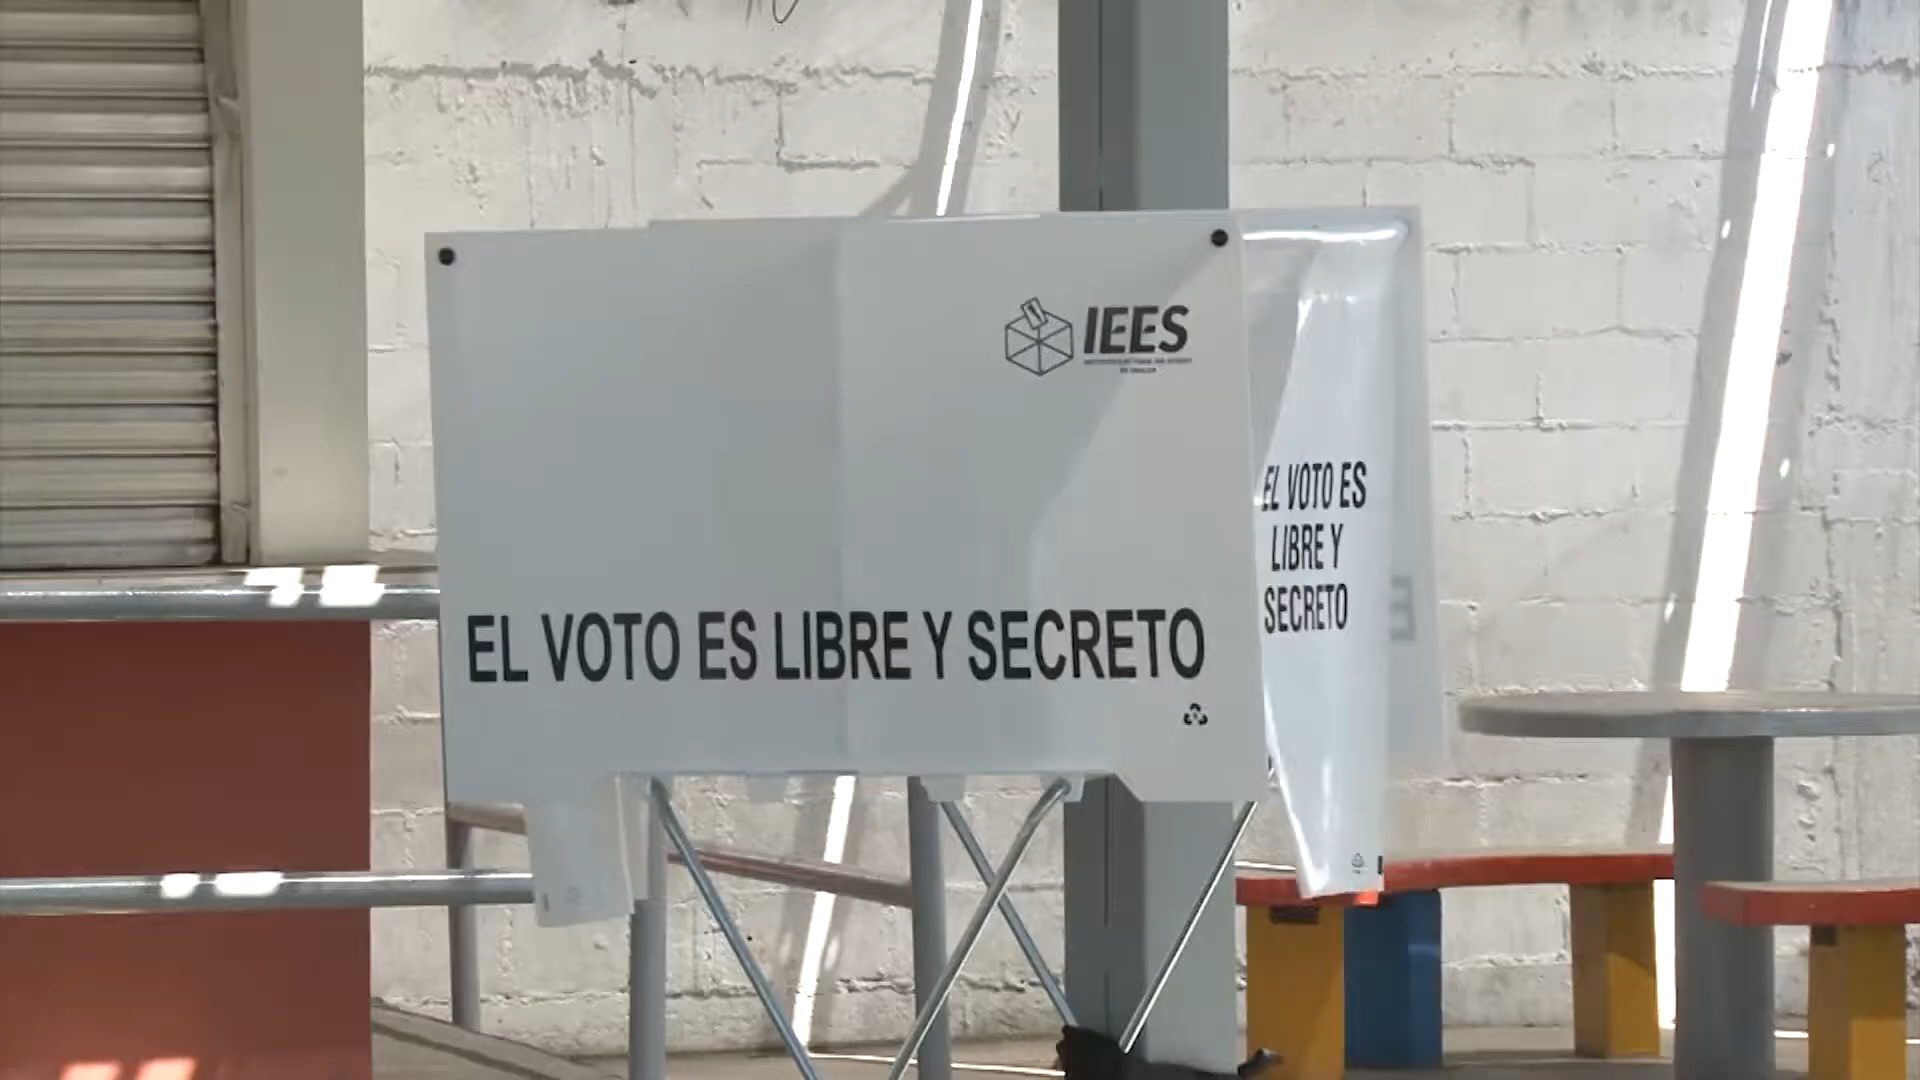 IEES
EL VOTO ES LIBRE Y SECRETO
EL VOTO ES
LIBRE Y
SECRETO